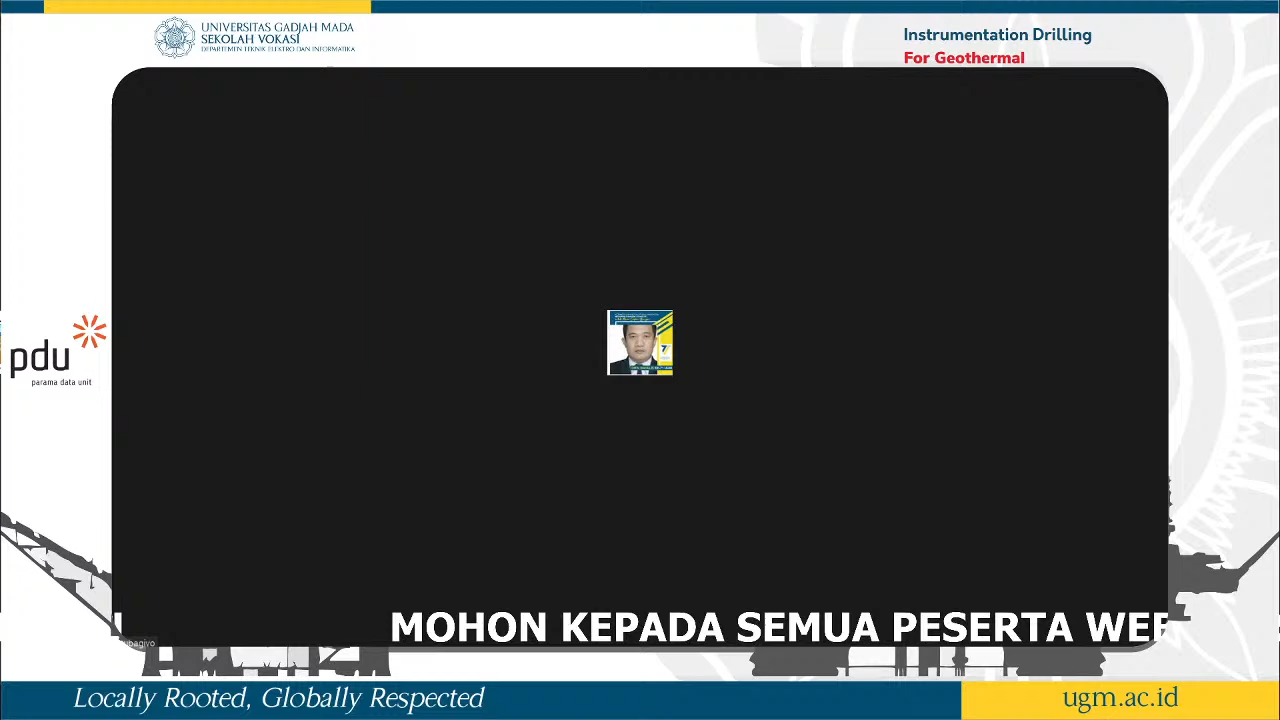 UNIVERSITAS GADJAH MADA
SEKOLAH VOKASI
DEPARTEMEN TEKNIK ELEKTRO DAN INFORMATIKA
Instrumentation Drilling
For Geothermal
pdu
parama data unit
MOHON KEPADA SEMUA PESERTA WEB
Locally Rooted, Globally Respected
ugm.ac.id